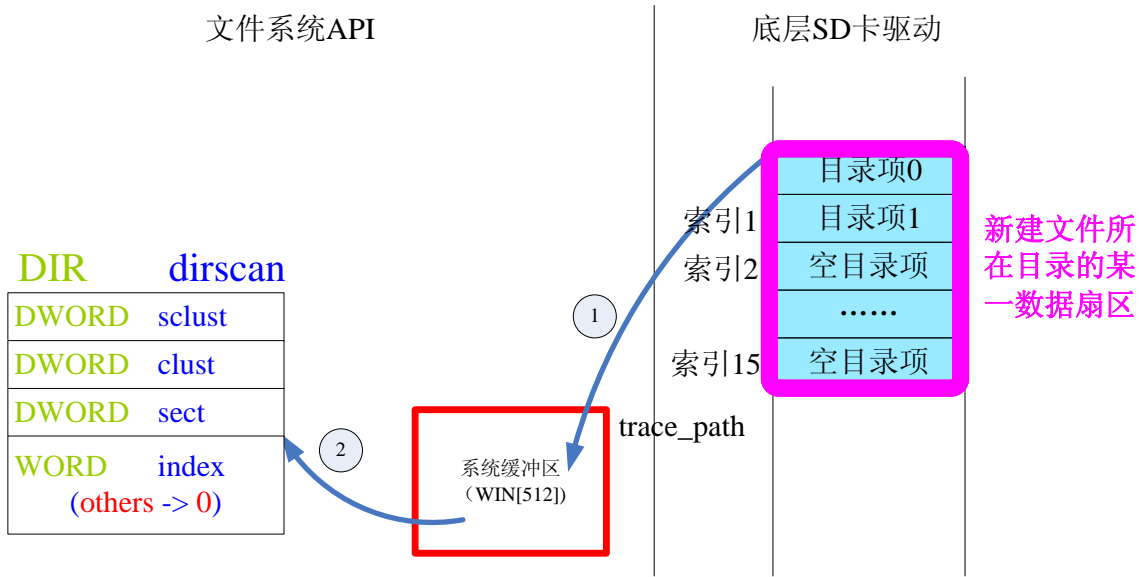 文件系统API
底层SD卡驱动
目录项0
索引1 目录项1
索引2 空目录项
……
索引15 空目录项
新建文件所
在目录的某
一数据扇区
DIR dirscan
DWORD sclust
DWORD clust
DWORD sect
WORD index
(others -> 0)
1
2
trace_path
系统缓冲区
（WIN[512])